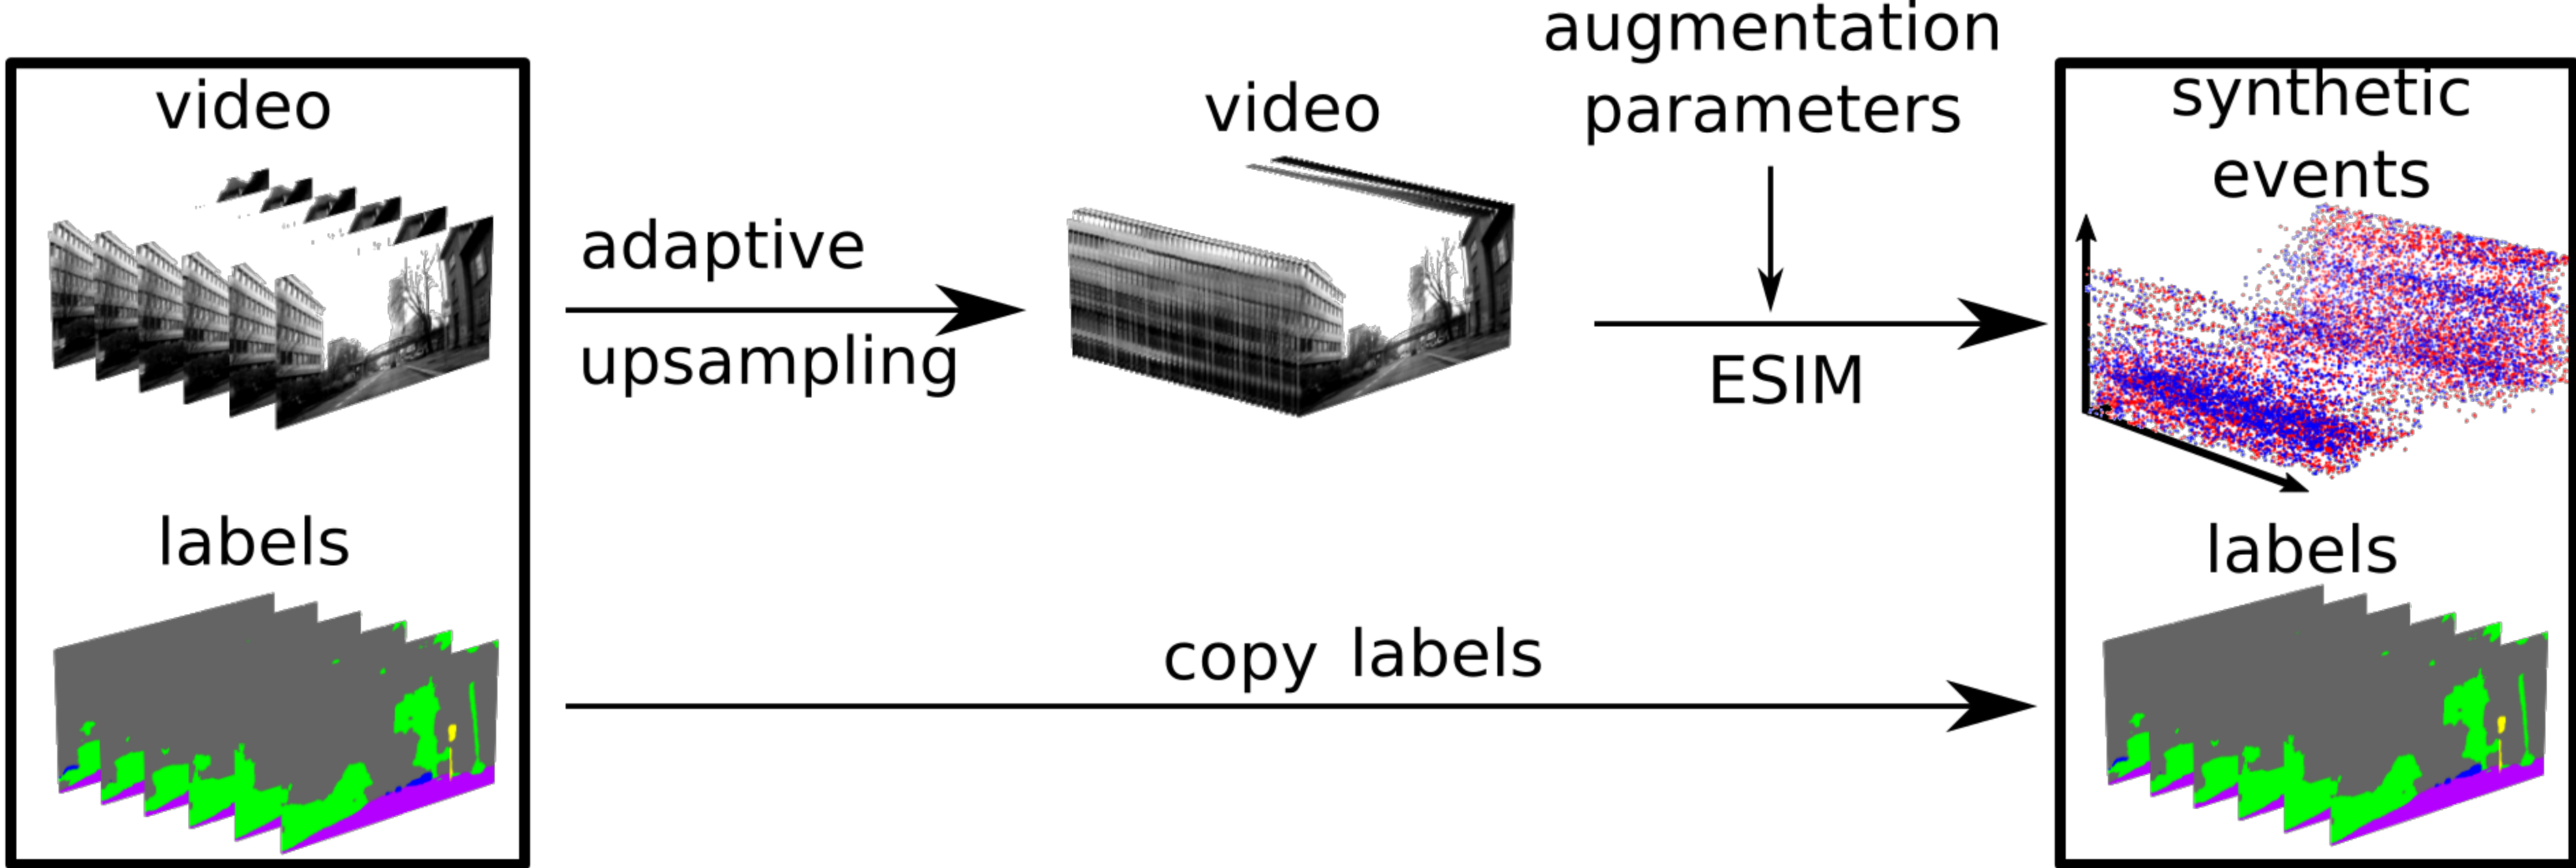 video
labels
adaptive
upsampling
video
augmentation
parameters
ESIM
copy labels
synthetic
events
labels